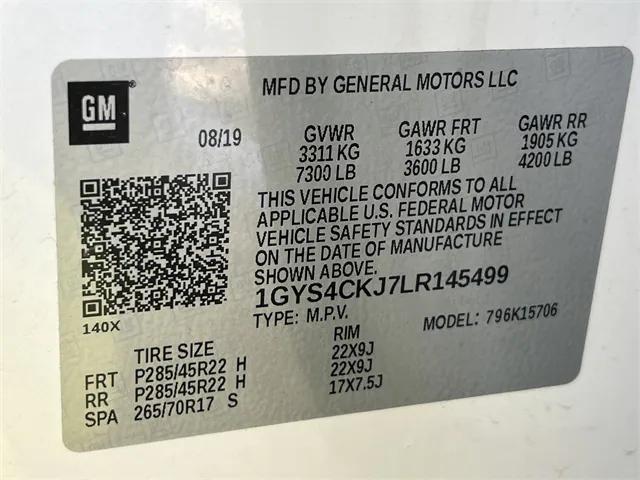 GM
MFD BY GENERAL MOTORS LLC
08/19 GVWR GAWR FRT GAWR RR
3311 KG 1633 KG 1905 KG
7300 LB 3600 LB 4200 LB
THIS VEHICLE CONFORMS TO ALL
APPLICABLE U.S. FEDERAL MOTOR
VEHICLE SAFETY STANDARDS IN EFFECT
ON THE DATE OF MANUFACTURE
SHOWN ABOVE.
1GYS4CKJ7LR145499
140X TYPE: M.P.V. MODEL: 796K15706
TIRE SIZE RIM
FRT P285/45R22 H 22X9J
RR P285/45R22 H 22X9J
SPA 265/70R17 S 17X7.5J